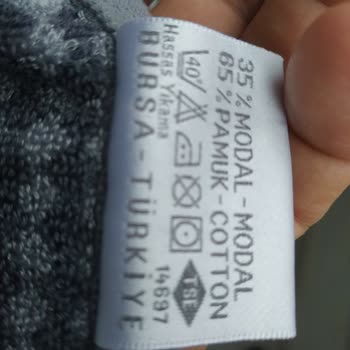 35 % MODAL - MODAL
65 % PAMUK - COTTON
40°
Hassas Yıkama
TSE
14697
BURSA - TÜRKİYE